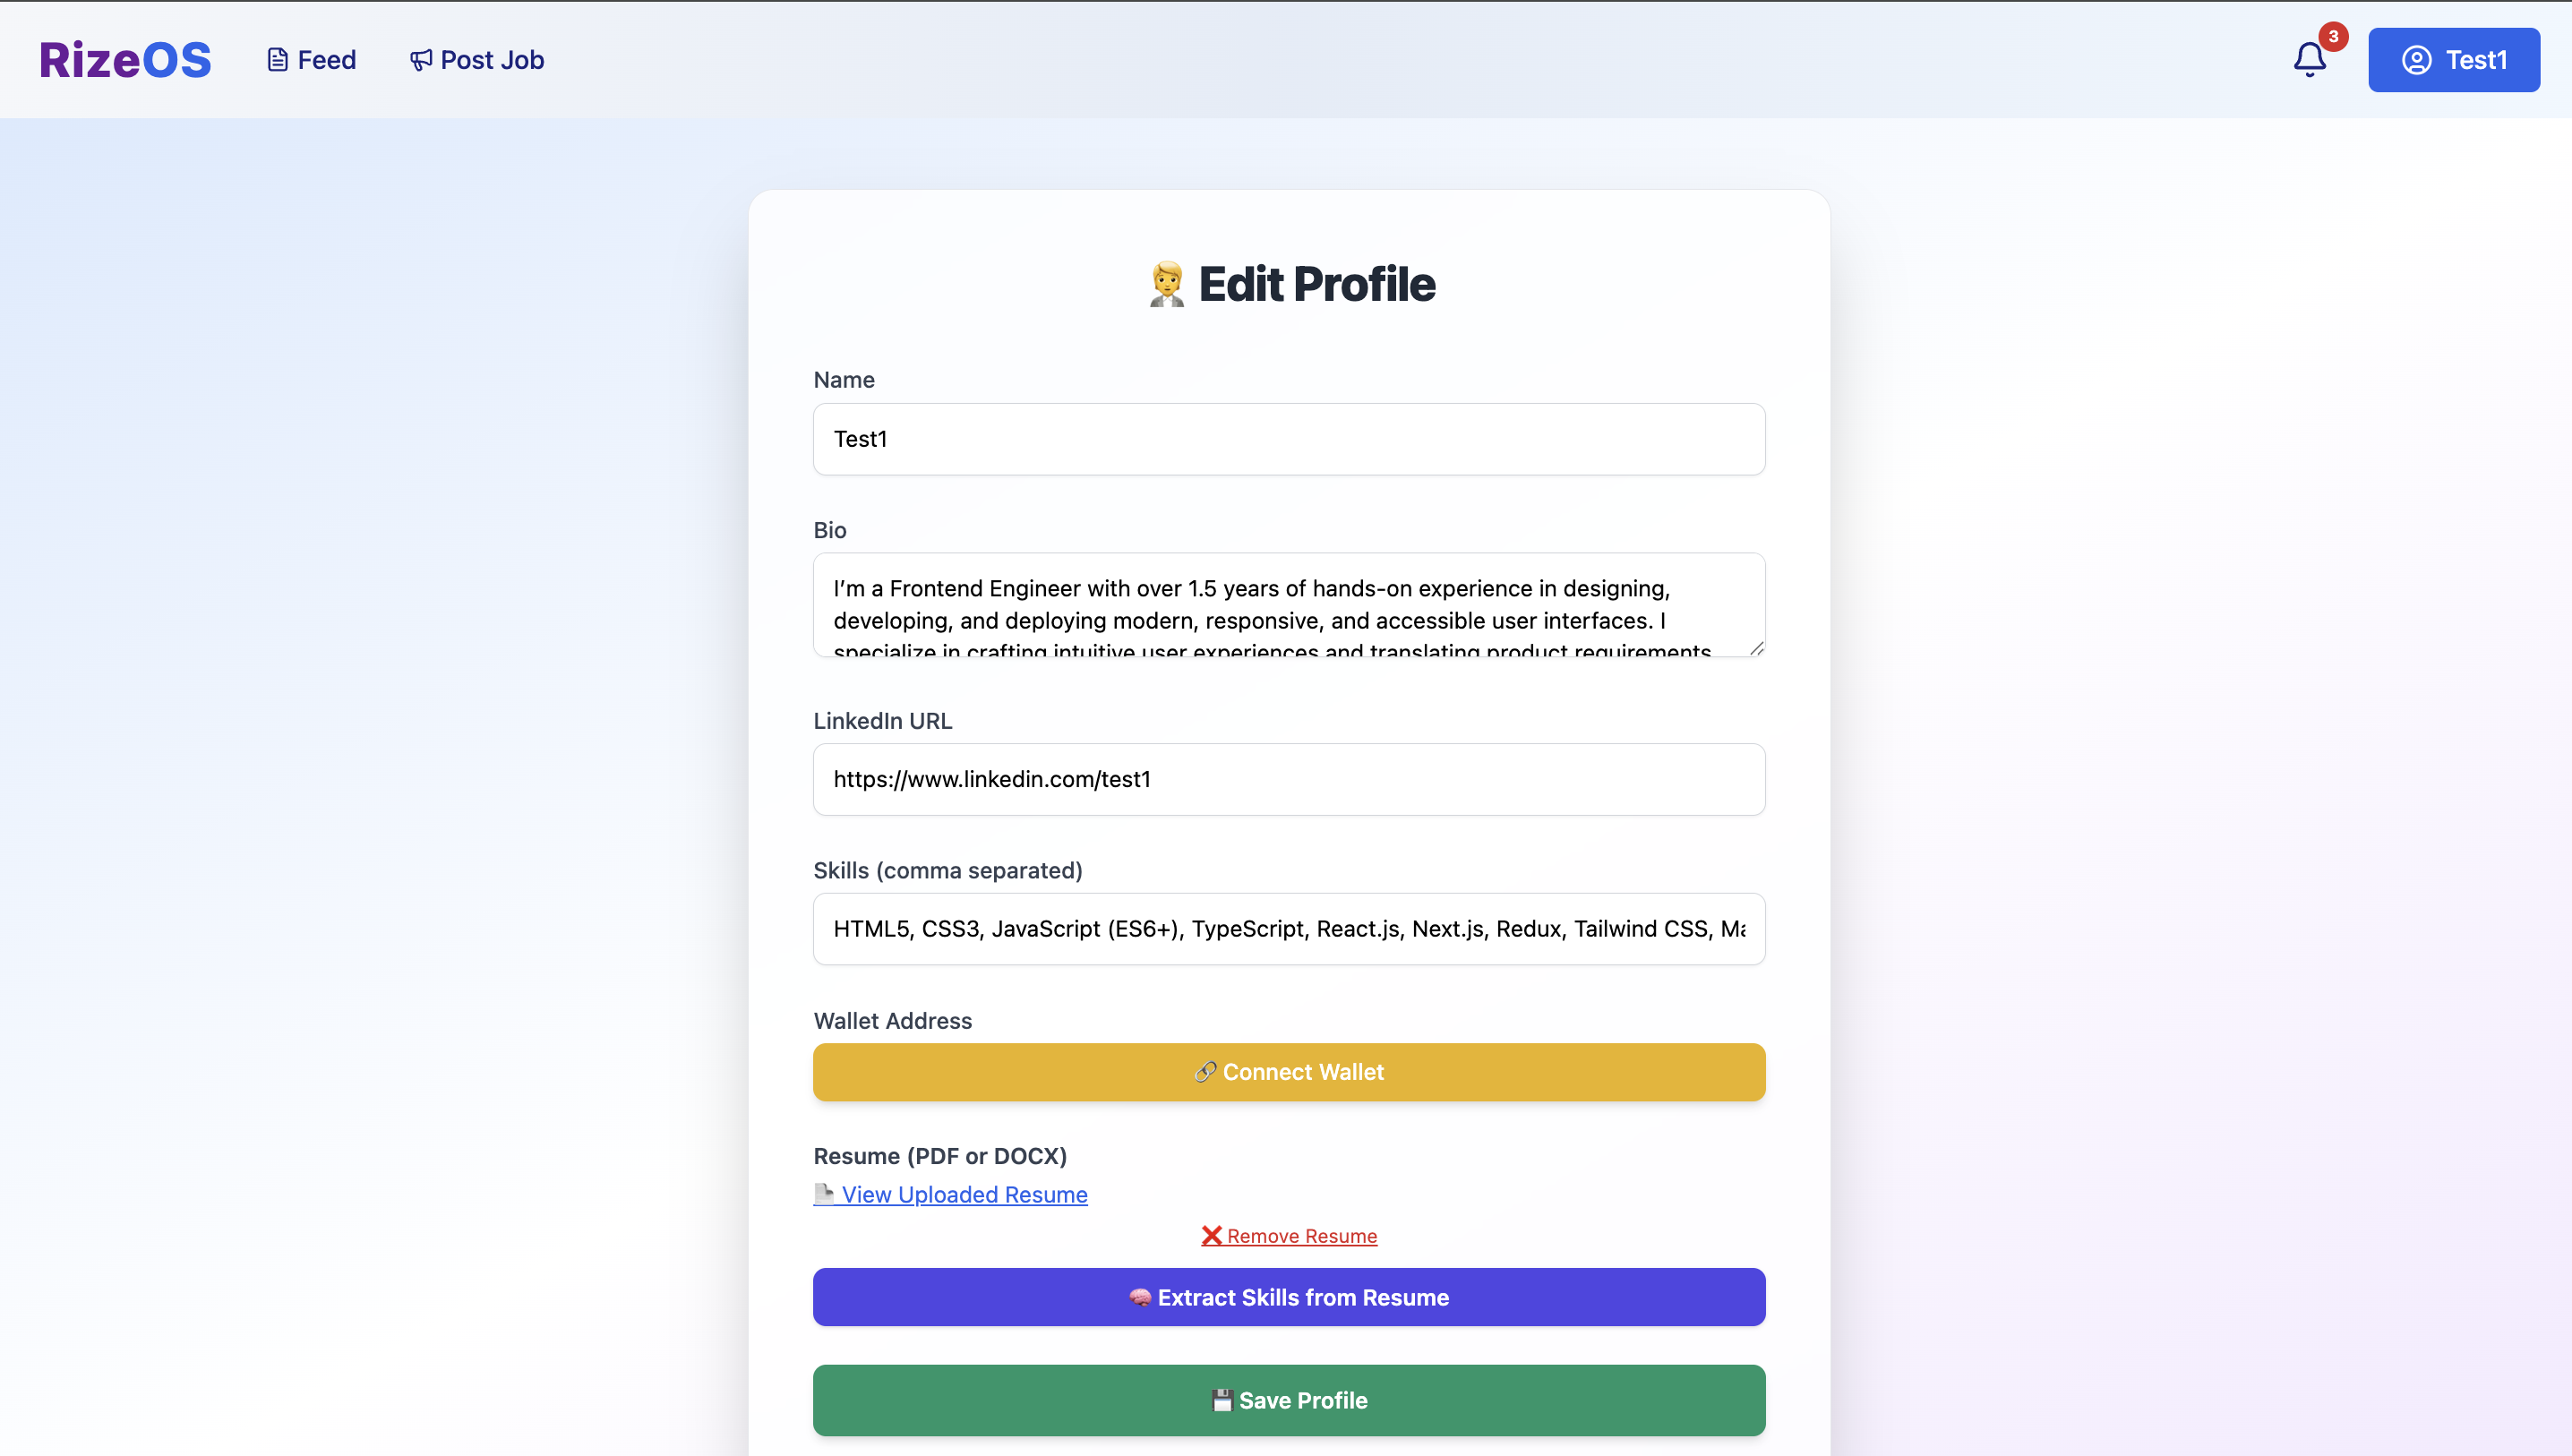 RizeOS
Feed
Post Job
3
Test1
Edit Profile
Name
Test1
Bio
I’m a Frontend Engineer with over 1.5 years of hands-on experience in designing,
developing, and deploying modern, responsive, and accessible user interfaces. I
specialize in crafting intuitive user experiences and translating product requirements
LinkedIn URL
https://www.linkedin.com/test1
Skills (comma separated)
HTML5, CSS3, JavaScript (ES6+), TypeScript, React.js, Next.js, Redux, Tailwind CSS, Ma
Wallet Address
Connect Wallet
Resume (PDF or DOCX)
View Uploaded Resume
Remove Resume
Extract Skills from Resume
Save Profile